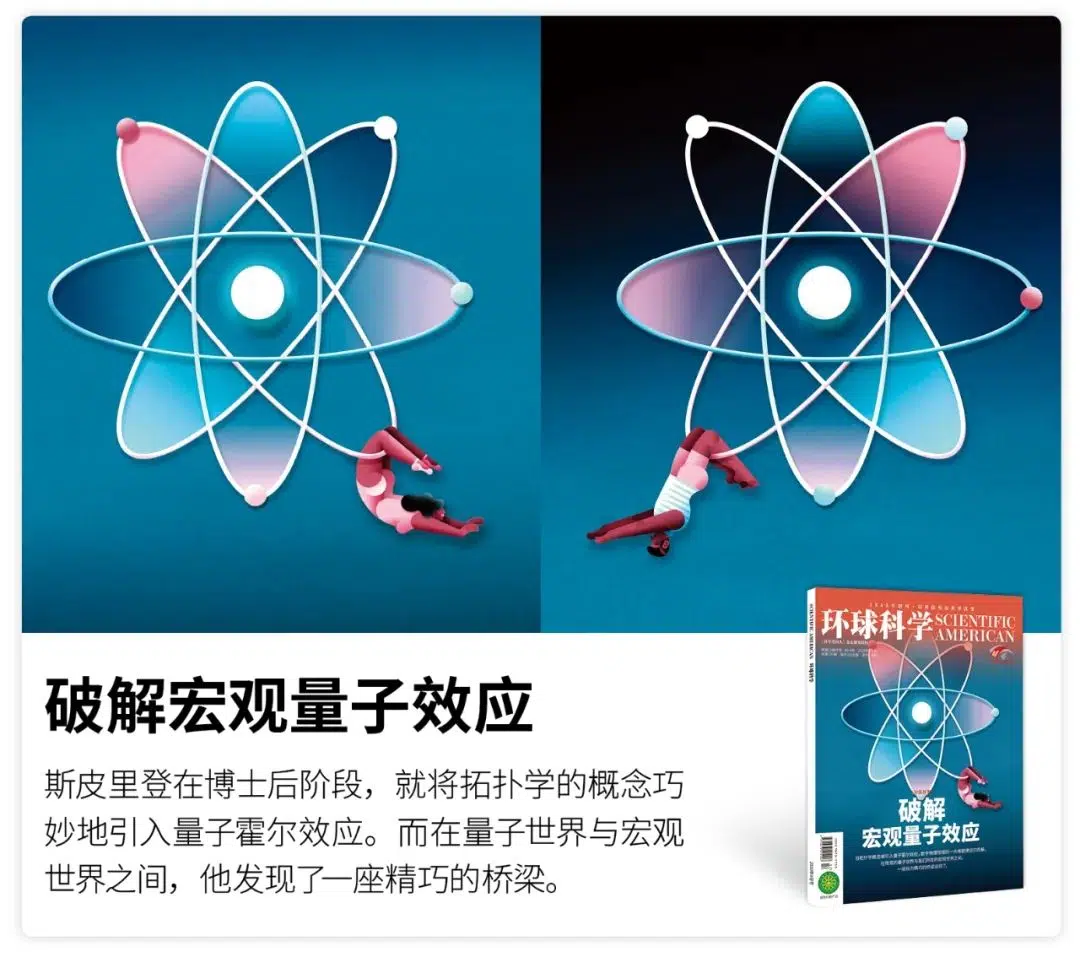 破解宏观量子效应
斯皮里登在博士后阶段，就将拓扑学的概念巧
妙地引入量子霍尔效应。而在量子世界与宏观
世界之间，他发现了一座精巧的桥梁。
环球科学 SCIENTIFIC
AMERICAN
破解
宏观量子效应